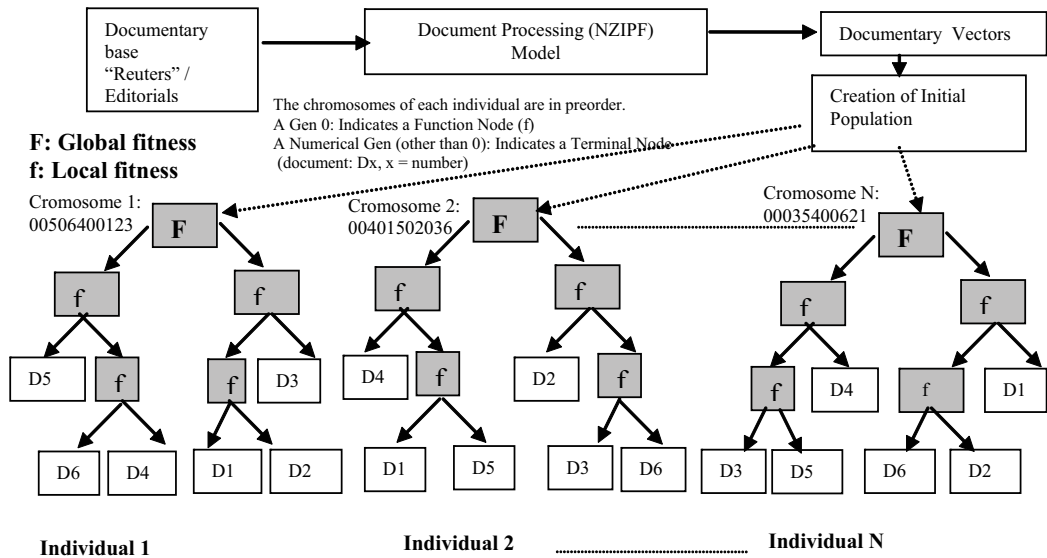 Documentary
base
“Reuters” /
Editorials
Document Processing (NZIPF)
Model
Documentary Vectors
Creation of Initial
Population
The chromosomes of each individual are in preorder.
A Gen 0: Indicates a Function Node (f)
A Numerical Gen (other than 0): Indicates a Terminal Node
(document: Dx, x = number)
F: Global fitness
f: Local fitness
Cromosome 1:
00506400123
F
f
f
D5
f
f
D3
D6
D4
D1
D2
Individual 1
Cromosome 2:
00401502036
F
f
f
D4
f
D2
f
D1
D5
D3
D6
Individual 2
Cromosome N:
00035400621
F
f
f
f
D4
f
D1
D3
D5
D6
D2
Individual N